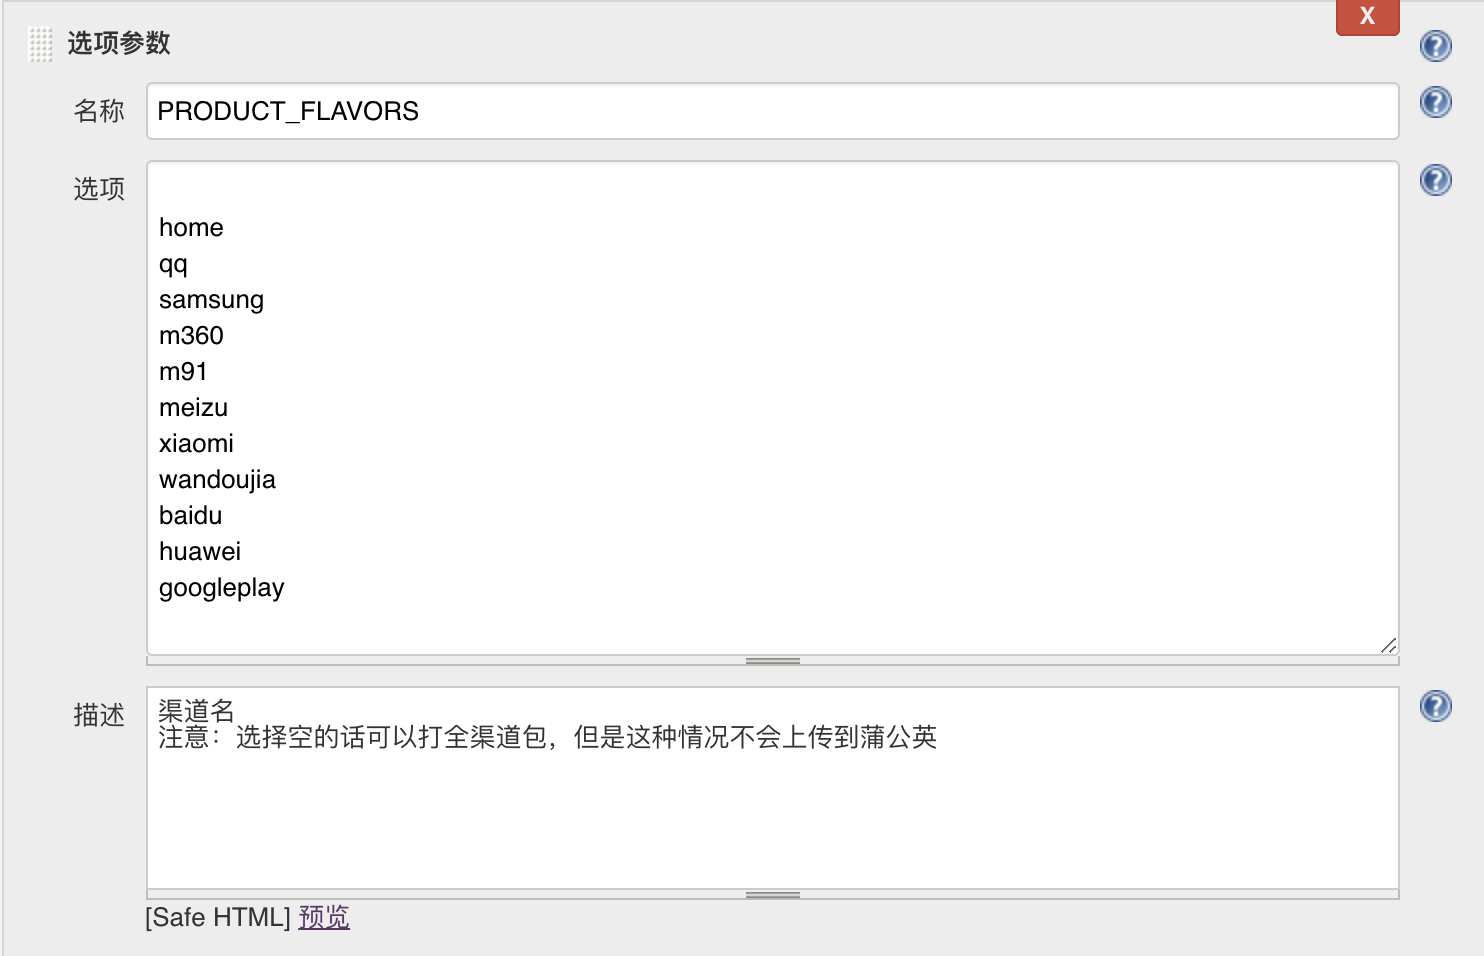 选项参数
X
名称
PRODUCT_FLAVORS
选项
home
qq
samsung
m360
m91
meizu
xiaomi
wandoujia
baidu
huawei
googleplay
描述
渠道名
注意：选择空的话可以打全渠道包，但是这种情况不会上传到蒲公英
[Safe HTML] 预览